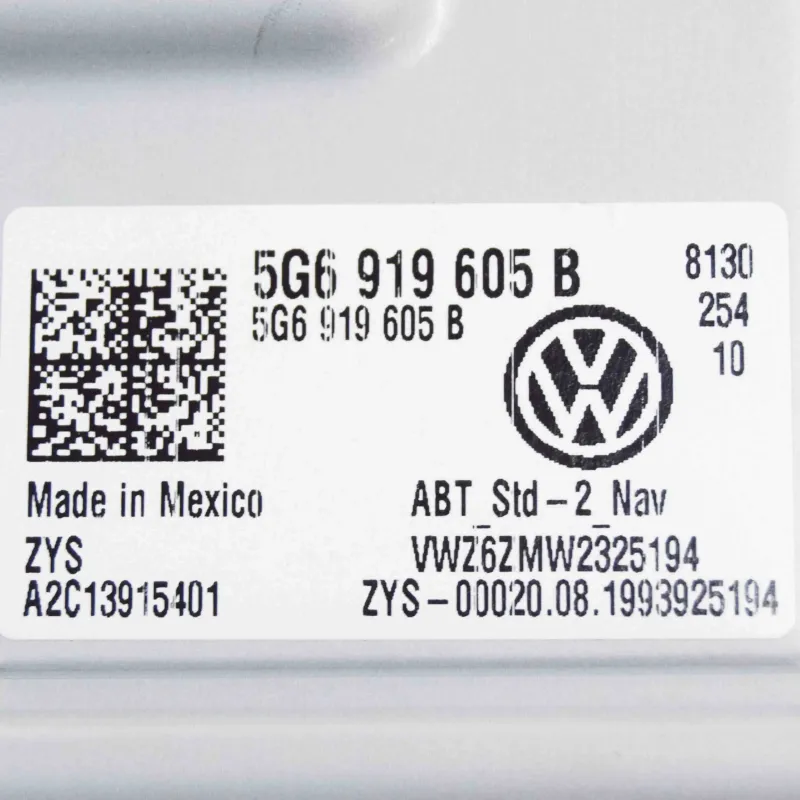 5G6 919 605 B
5G6 919 605 B
8130
254
10
Made in Mexico
ABT_Std-2_Nav
ZYS
VWZ6ZMW2325194
A2C13915401
ZYS-00020.08.1993925194